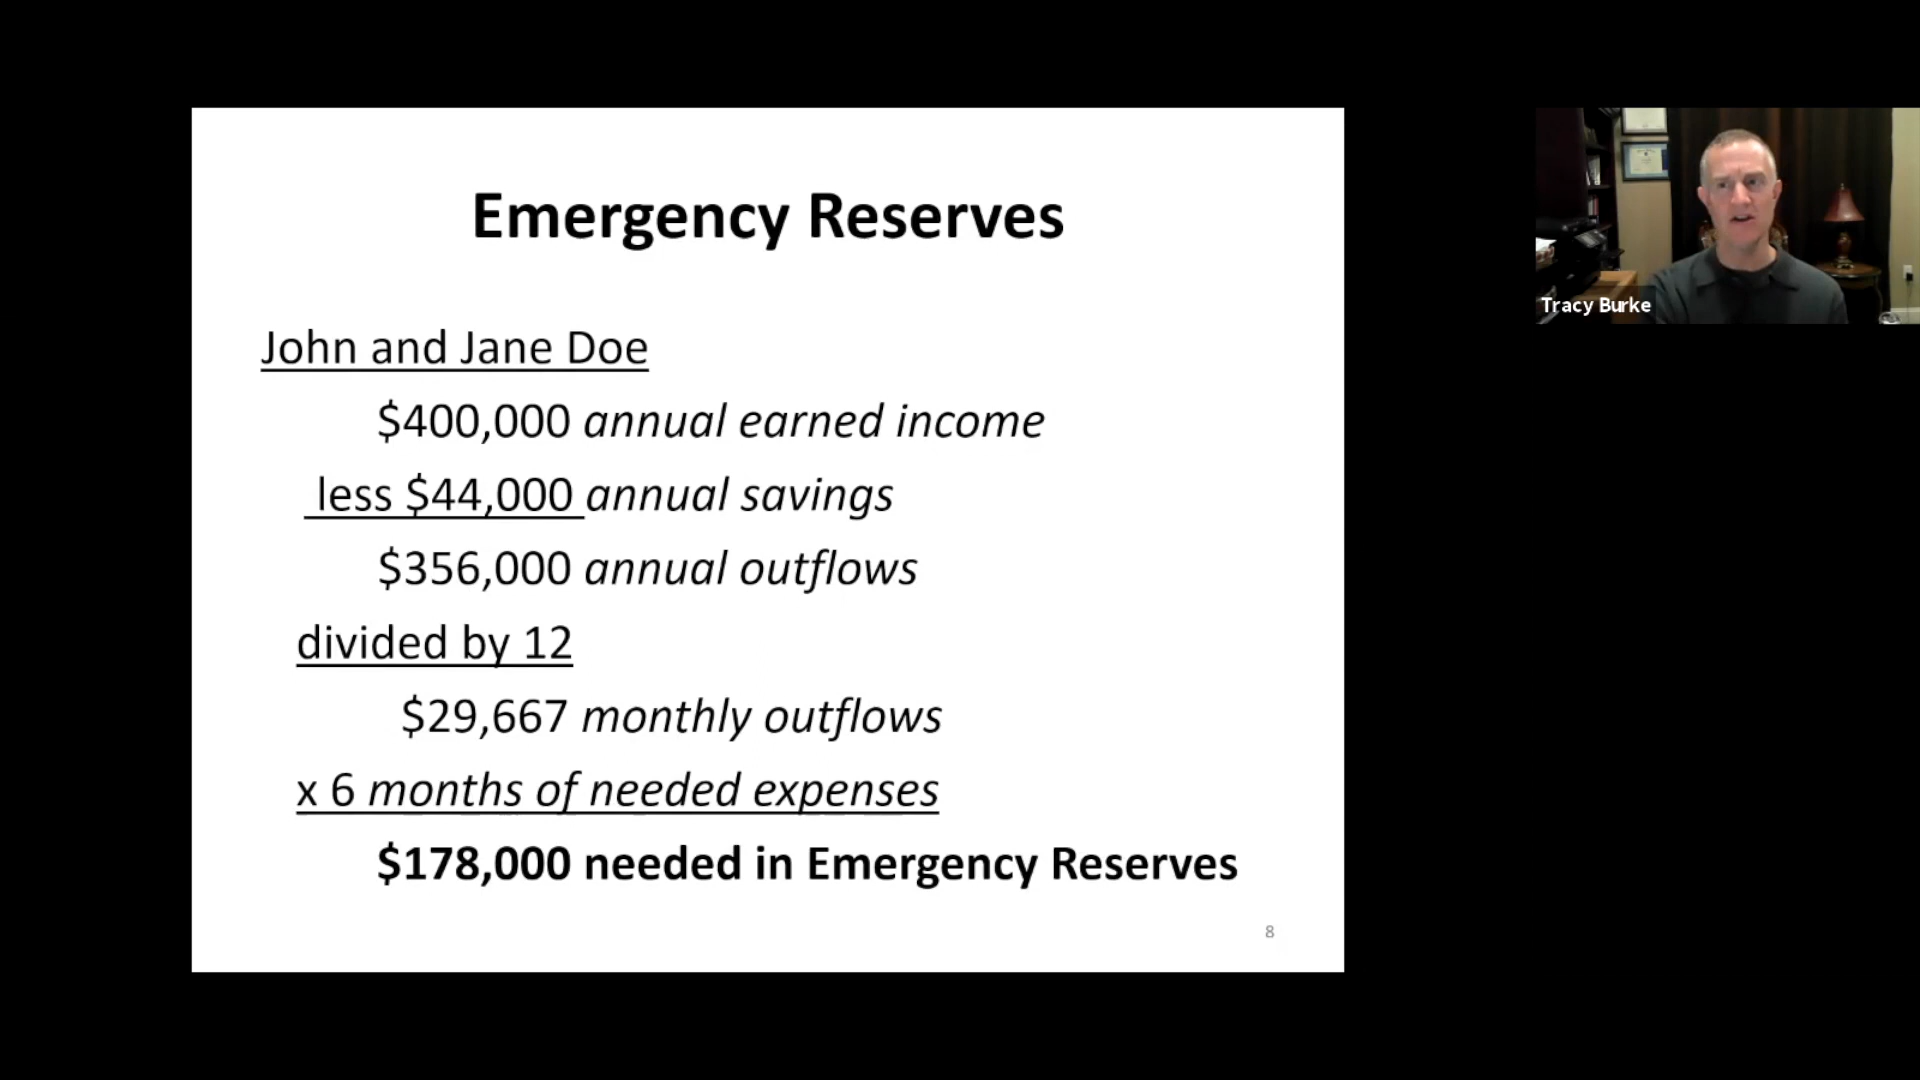 Emergency Reserves
John and Jane Doe
$400,000 annual earned income
less $44,000 annual savings
$356,000 annual outflows
divided by 12
$29,667 monthly outflows
x 6 months of needed expenses
$178,000 needed in Emergency Reserves
8
Tracy Burke